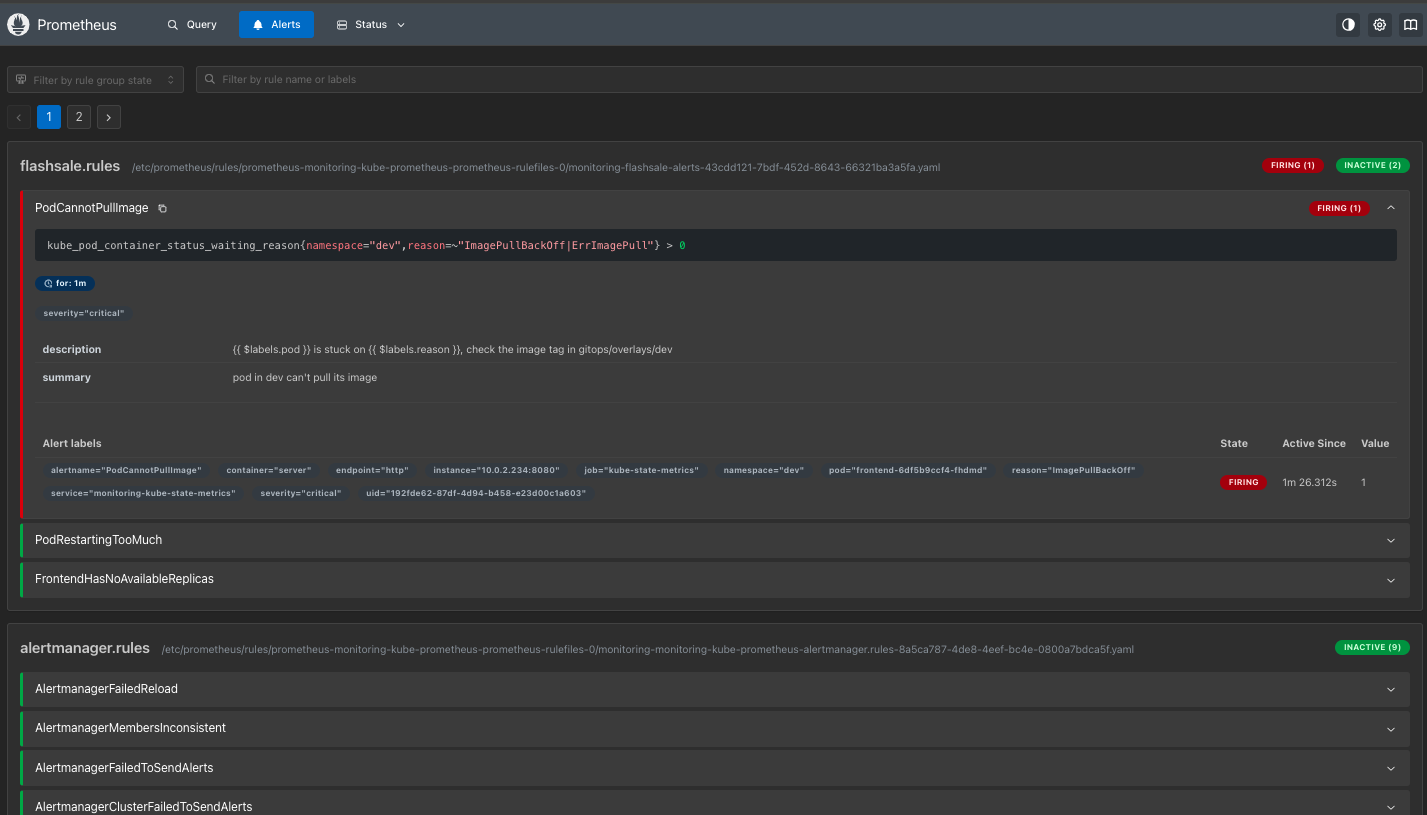 Prometheus Query Alerts Status
Filter by rule group state Filter by rule name or labels
< 1 2 >
flashsale.rules /etc/prometheus/rules/prometheus-monitoring-kube-prometheus-prometheus-rulefiles-0/monitoring-flashsale-alerts-43cdd121-7bdf-452d-8643-66321ba3a5fa.yaml FIRING (1) INACTIVE (2)
PodCannotPullImage FIRING (1)
kube_pod_container_status_waiting_reason{namespace="dev",reason=~"ImagePullBackOff|ErrImagePull"} > 0
for: 1m
severity="critical"
description {{ $labels.pod }} is stuck on {{ $labels.reason }}, check the image tag in gitops/overlays/dev
summary pod in dev can't pull its image
Alert labels State Active Since Value
alertname="PodCannotPullImage" container="server" endpoint="http" instance="10.0.2.234:8080" job="kube-state-metrics" namespace="dev" pod="frontend-6df5b9ccf4-fhdmd" reason="ImagePullBackOff"
service="monitoring-kube-state-metrics" severity="critical" uid="192fde62-87df-4d94-b458-e23d00c1a603" FIRING 1m 26.312s 1
PodRestartingTooMuch
FrontendHasNoAvailableReplicas
alertmanager.rules /etc/prometheus/rules/prometheus-monitoring-kube-prometheus-prometheus-rulefiles-0/monitoring-monitoring-kube-prometheus-alertmanager.rules-8a5ca787-4de8-4eef-bc4e-0800a7bdca5f.yaml INACTIVE (9)
AlertmanagerFailedReload
AlertmanagerMembersInconsistent
AlertmanagerFailedToSendAlerts
AlertmanagerClusterFailedToSendAlerts